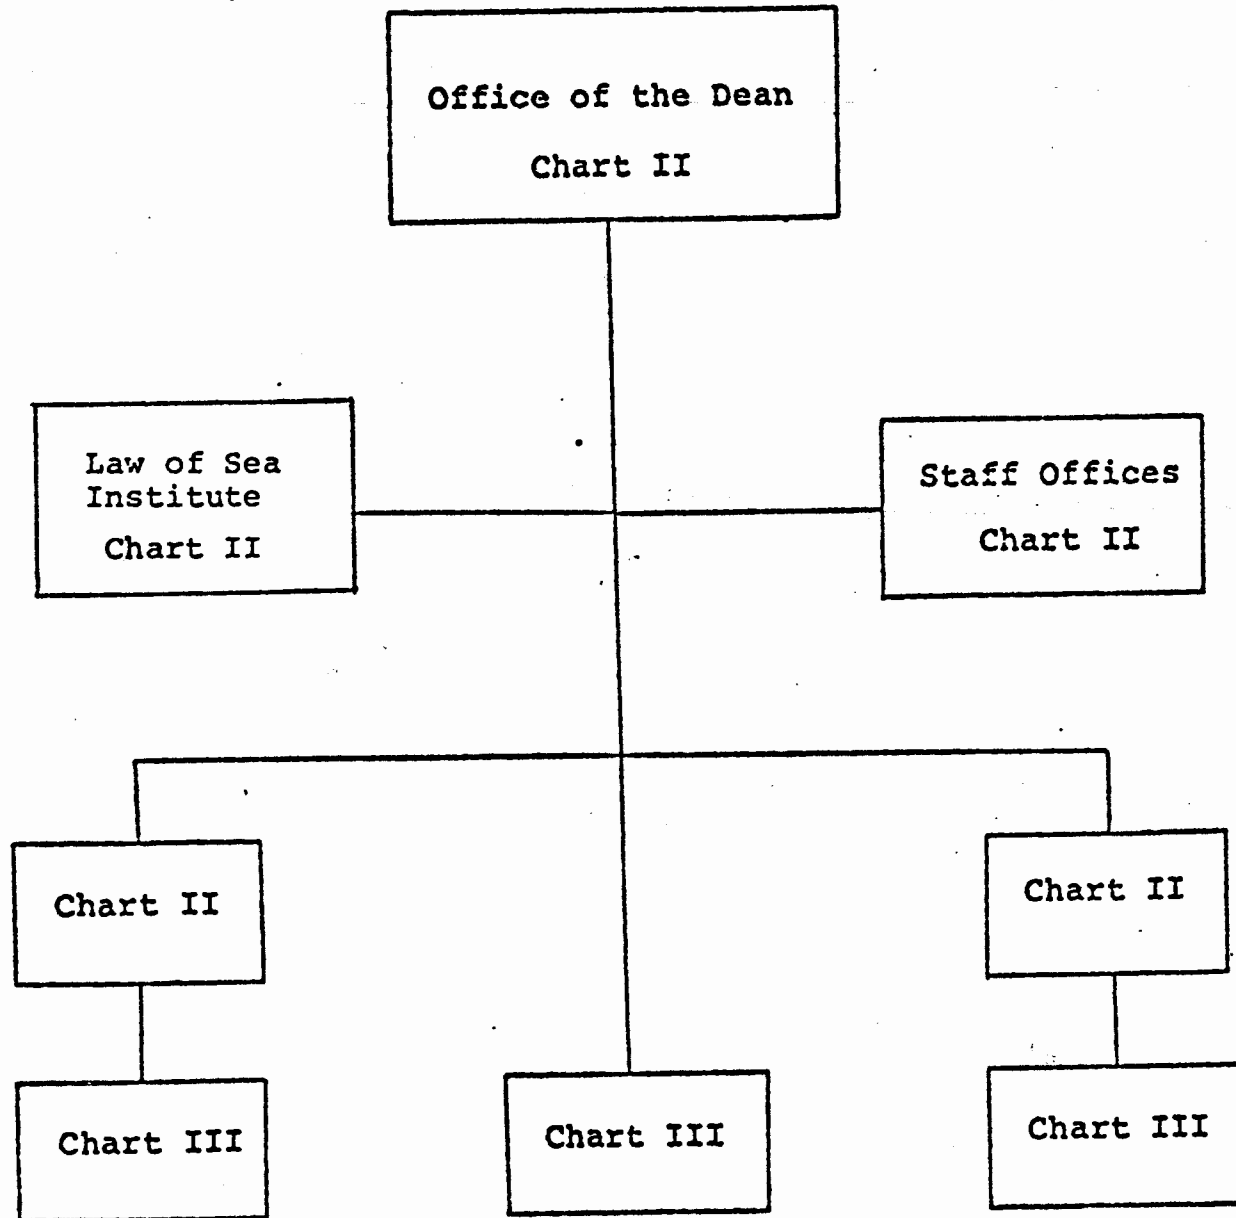 Office of the Dean
Chart II
Law of Sea
Institute
Chart II
Staff Offices
Chart II
Chart II
Chart II
Chart III
Chart III
Chart III